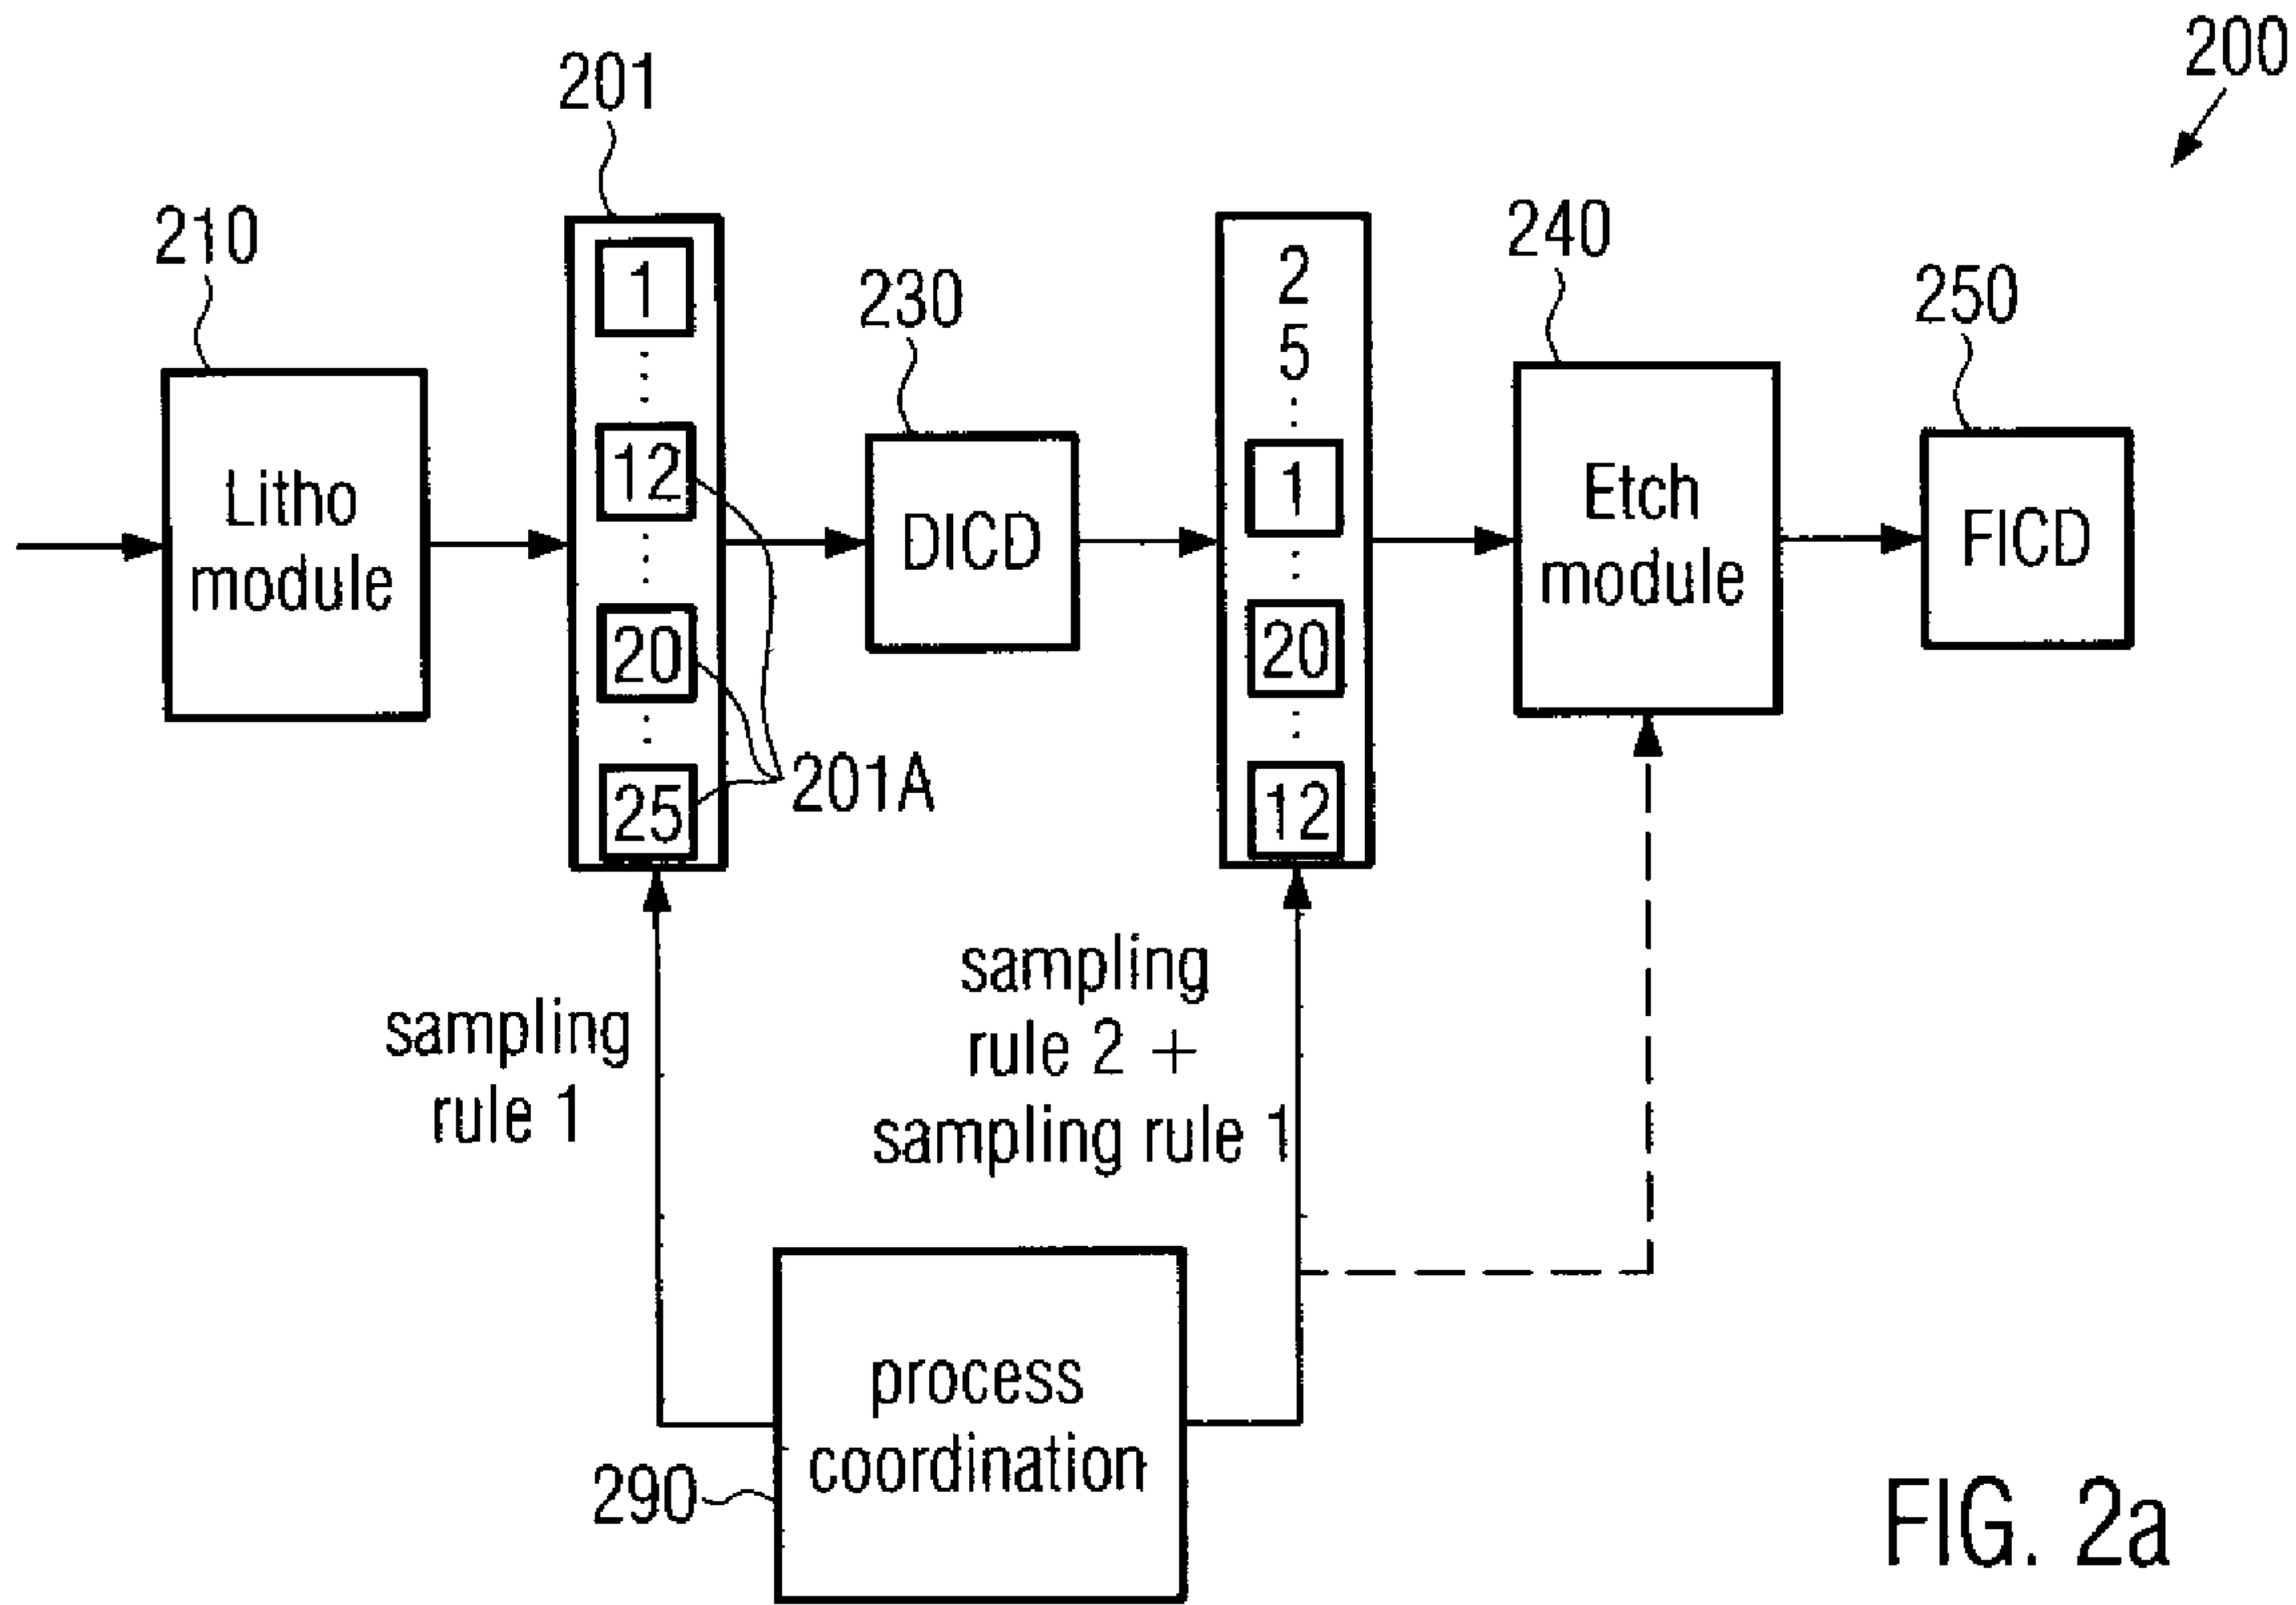 200
201
210
240
230
250
1
12
20
25
201A
2
5
1
20
12
Litho
module
DICD
Etch
module
FICD
sampling
rule 1
sampling
rule 2 +
sampling rule 1
process
coordination
290
FIG. 2a